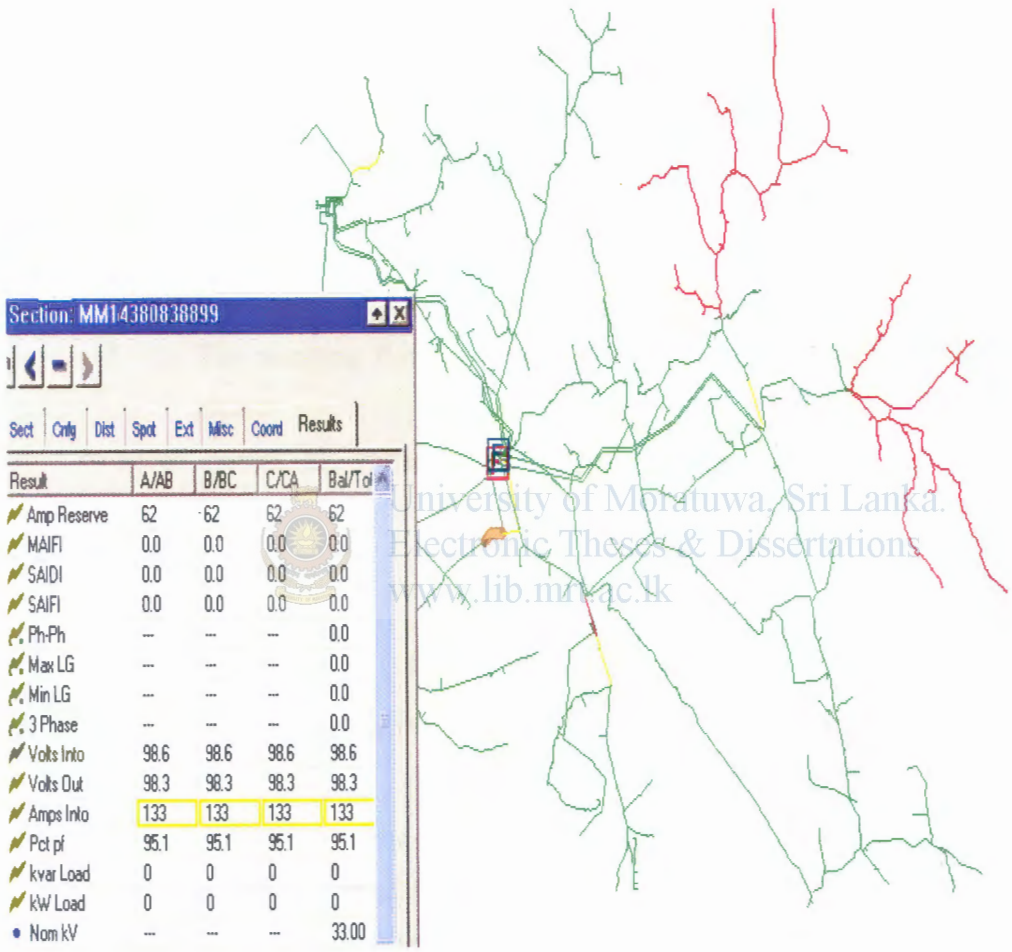 Section: MM14380838899
Sect Cnfg Dist Spot Ext Misc Coord Results
Result A/AB B/BC C/CA Bal/Tot
Amp Reserve 62 62 62 62
MAIFI 0.0 0.0 0.0 0.0
SAIDI 0.0 0.0 0.0 0.0
SAIFI 0.0 0.0 0.0 0.0
Ph-Ph --- --- --- 0.0
Max LG --- --- --- 0.0
Min LG --- --- --- 0.0
3 Phase --- --- --- 0.0
Volts Into 98.6 98.6 98.6 98.6
Volts Out 98.3 98.3 98.3 98.3
Amps Into 133 133 133 133
Pct pf 95.1 95.1 95.1 95.1
kvar Load 0 0 0 0
kW Load 0 0 0 0
Nom kV --- --- --- 33.00
University of Moratuwa, Sri Lanka.
Electronic Theses & Dissertations
www.lib.mrt.ac.lk